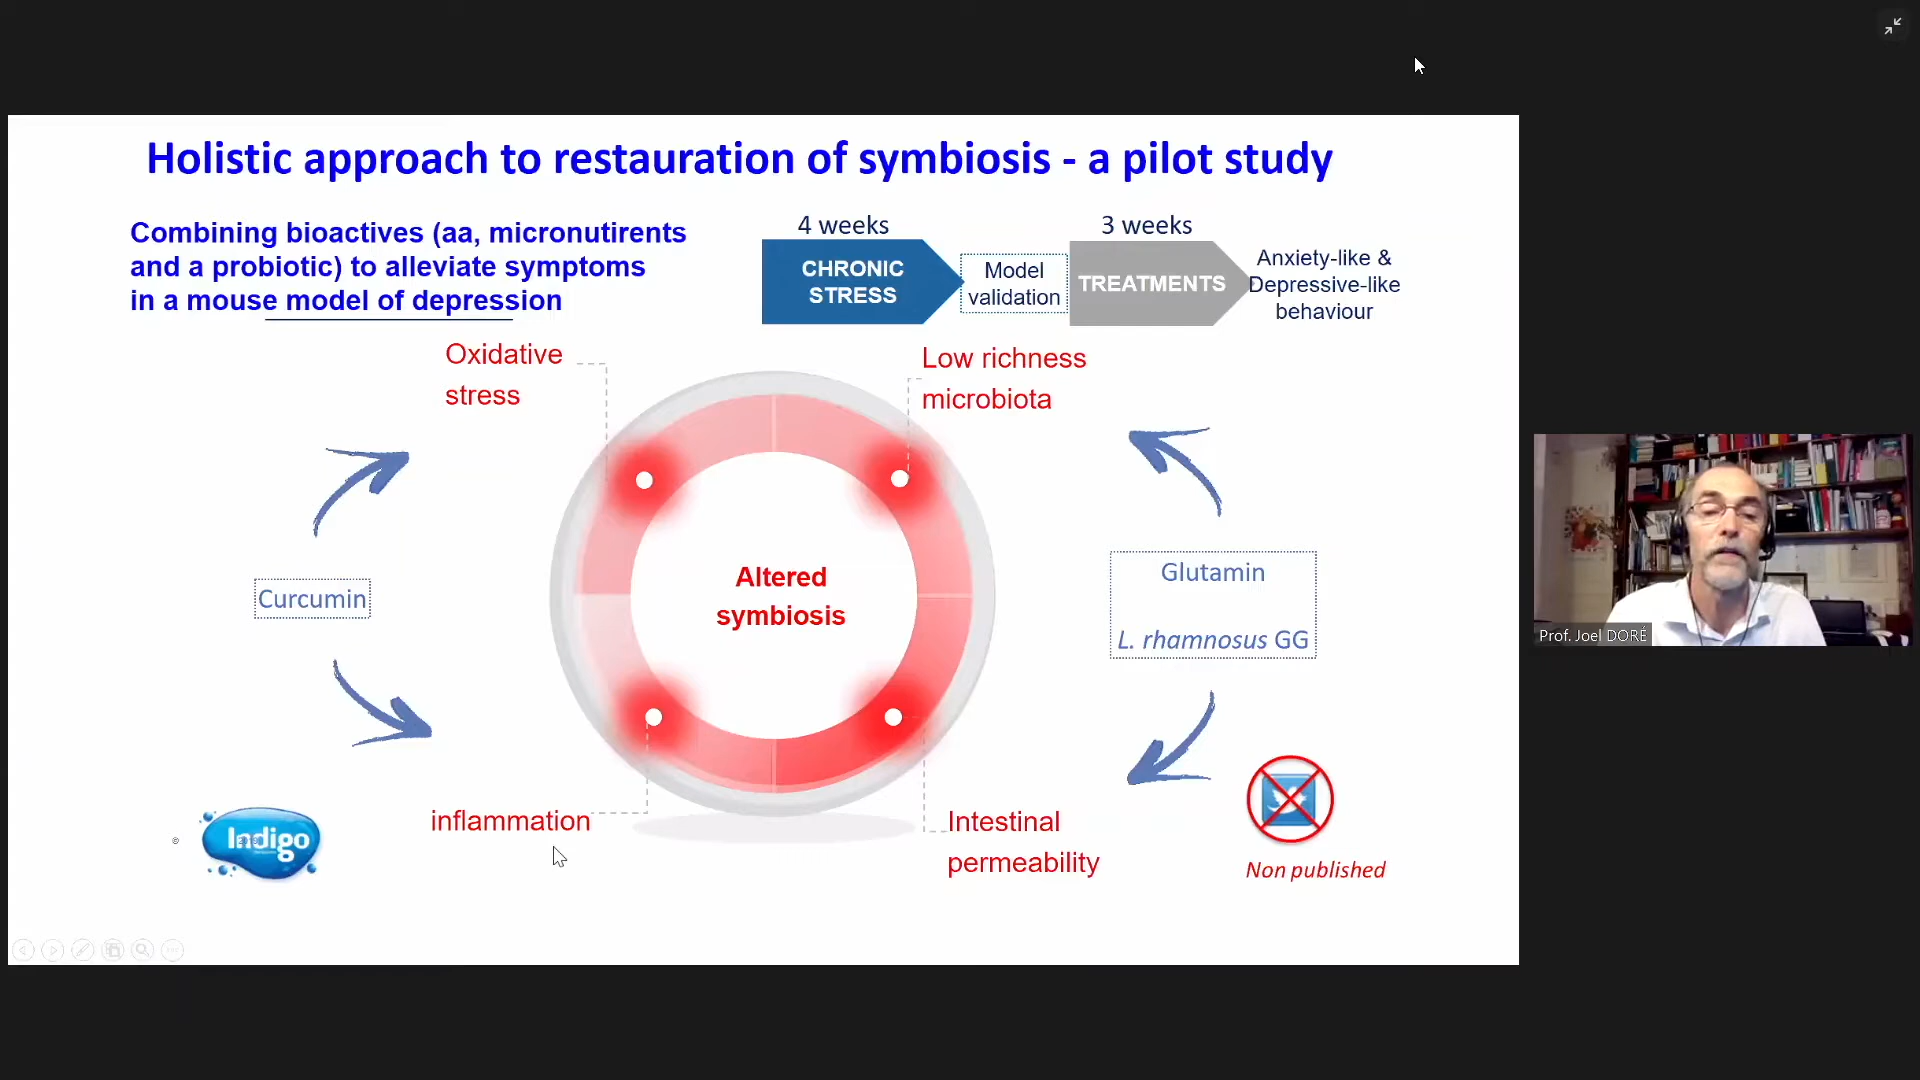 Holistic approach to restauration of symbiosis - a pilot study
Combining bioactives (aa, micronutirents
and a probiotic) to alleviate symptoms
in a mouse model of depression
4 weeks
CHRONIC
STRESS
Model
validation
3 weeks
TREATMENTS
Anxiety-like &
Depressive-like
behaviour
Oxidative
stress
Low richness
microbiota
Curcumin
Altered
symbiosis
Glutamin
L. rhamnosus GG
Prof. Joel DORÉ
inflammation
Intestinal
permeability
©
Indigo
Non published